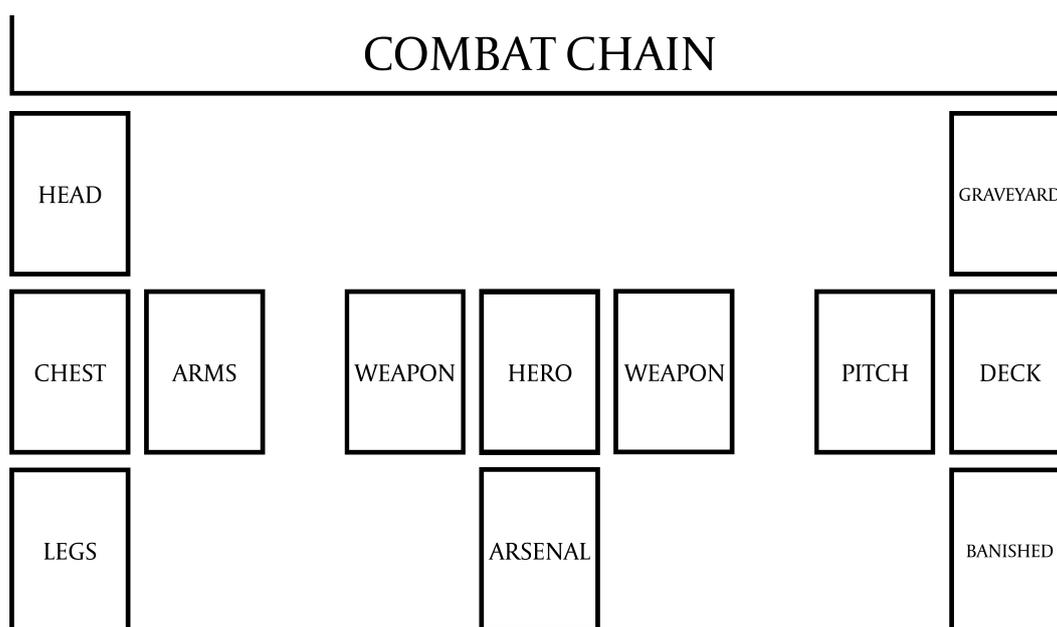 COMBAT CHAIN
HEAD
GRAVEYARD
CHEST
ARMS
WEAPON
HERO
WEAPON
PITCH
DECK
LEGS
ARSENAL
BANISHED